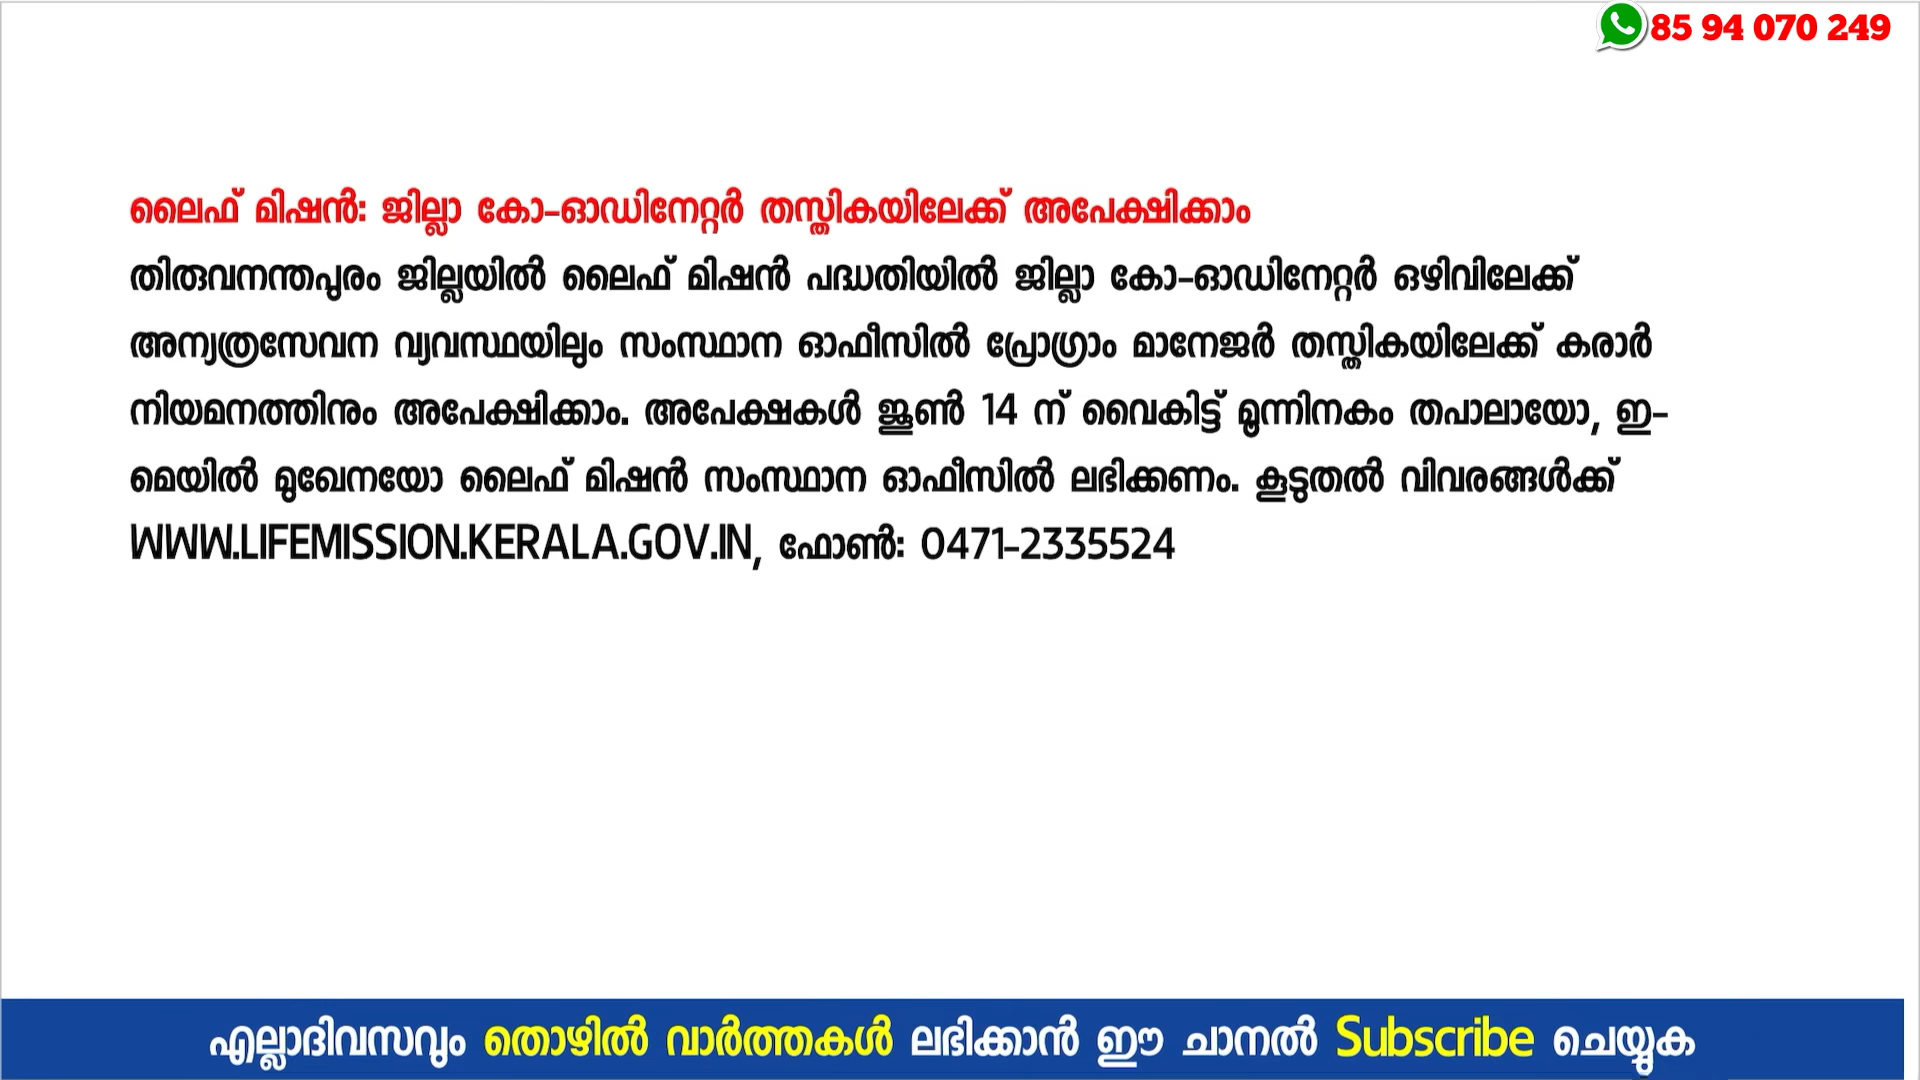 85 94 070 249
ലൈഫ് മിഷൻ: ജില്ലാ കോ-ഓഡിനേറ്റർ തസ്തികയിലേക്ക് അപേക്ഷിക്കാം
തിരുവനന്തപുരം ജില്ലയിൽ ലൈഫ് മിഷൻ പദ്ധതിയിൽ ജില്ലാ കോ-ഓഡിനേറ്റർ ഒഴിവിലേക്ക്
അന്യത്രസേവന വ്യവസ്ഥയിലും സംസ്ഥാന ഓഫീസിൽ പ്രോഗ്രാം മാനേജർ തസ്തികയിലേക്ക് കരാർ
നിയമനത്തിനും അപേക്ഷിക്കാം. അപേക്ഷകൾ ജൂൺ 14 ന് വൈകിട്ട് മൂന്നിനകം തപാലായോ, ഇ-
മെയിൽ മുഖേനയോ ലൈഫ് മിഷൻ സംസ്ഥാന ഓഫീസിൽ ലഭിക്കണം. കൂടുതൽ വിവരങ്ങൾക്ക്
WWW.LIFEMISSION.KERALA.GOV.IN, ഫോൺ: 0471-2335524
എല്ലാദിവസവും തൊഴിൽ വാർത്തകൾ ലഭിക്കാൻ ഈ ചാനൽ Subscribe ചെയ്യുക